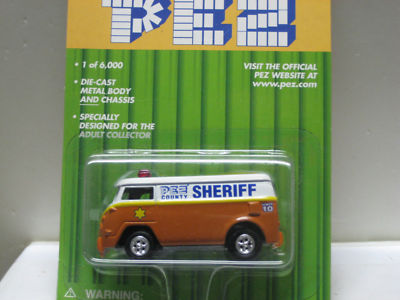 PEZ
• 1 of 6,000
• DIE-CAST
METAL BODY
AND CHASSIS
• SPECIALLY
DESIGNED FOR THE
ADULT COLLECTOR
VISIT THE OFFICIAL
PEZ WEBSITE AT
www.pez.com
PEZ
COUNTY
SHERIFF
10
WARNING: